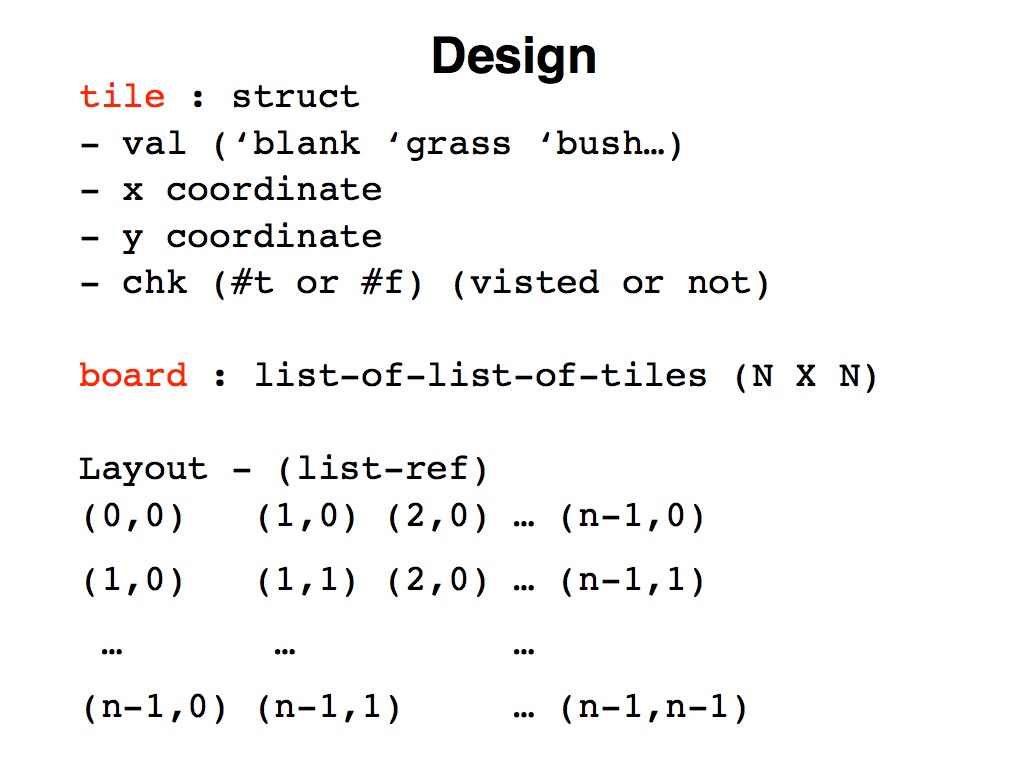 Design
tile : struct
– val (‘blank ‘grass ‘bush…)
– x coordinate
– y coordinate
– chk (#t or #f) (visted or not)
board : list-of-list-of-tiles (N X N)
Layout – (list-ref)
(0,0) (1,0) (2,0) … (n-1,0)
(1,0) (1,1) (2,0) … (n-1,1)
… … …
(n-1,0) (n-1,1) … (n-1,n-1)